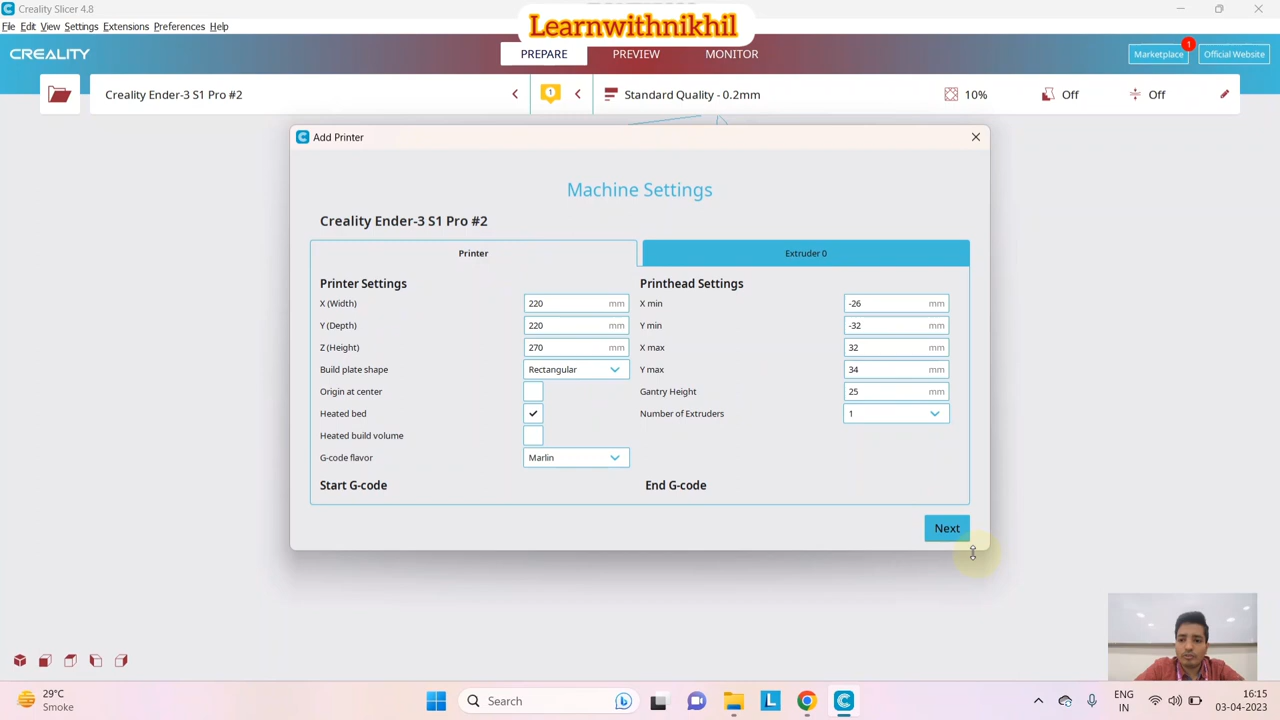 Creality Slicer 4.8
File Edit View Settings Extensions Preferences Help
Learnwithnikhil
CREALITY
PREPARE
PREVIEW
MONITOR
Marketplace
1
Official Website
Creality Ender-3 S1 Pro #2
1
Standard Quality - 0.2mm
10%
Off
Off
Add Printer
Machine Settings
Creality Ender-3 S1 Pro #2
Printer
Extruder 0
Printer Settings
X (Width) 220 mm
Y (Depth) 220 mm
Z (Height) 270 mm
Build plate shape Rectangular
Origin at center
Heated bed
Heated build volume
G-code flavor Marlin
Printhead Settings
X min -26 mm
Y min -32 mm
X max 32 mm
Y max 34 mm
Gantry Height 25 mm
Number of Extruders 1
Start G-code
End G-code
Next
29°C
Smoke
Search
L
ENG
IN
16:15
03-04-2023